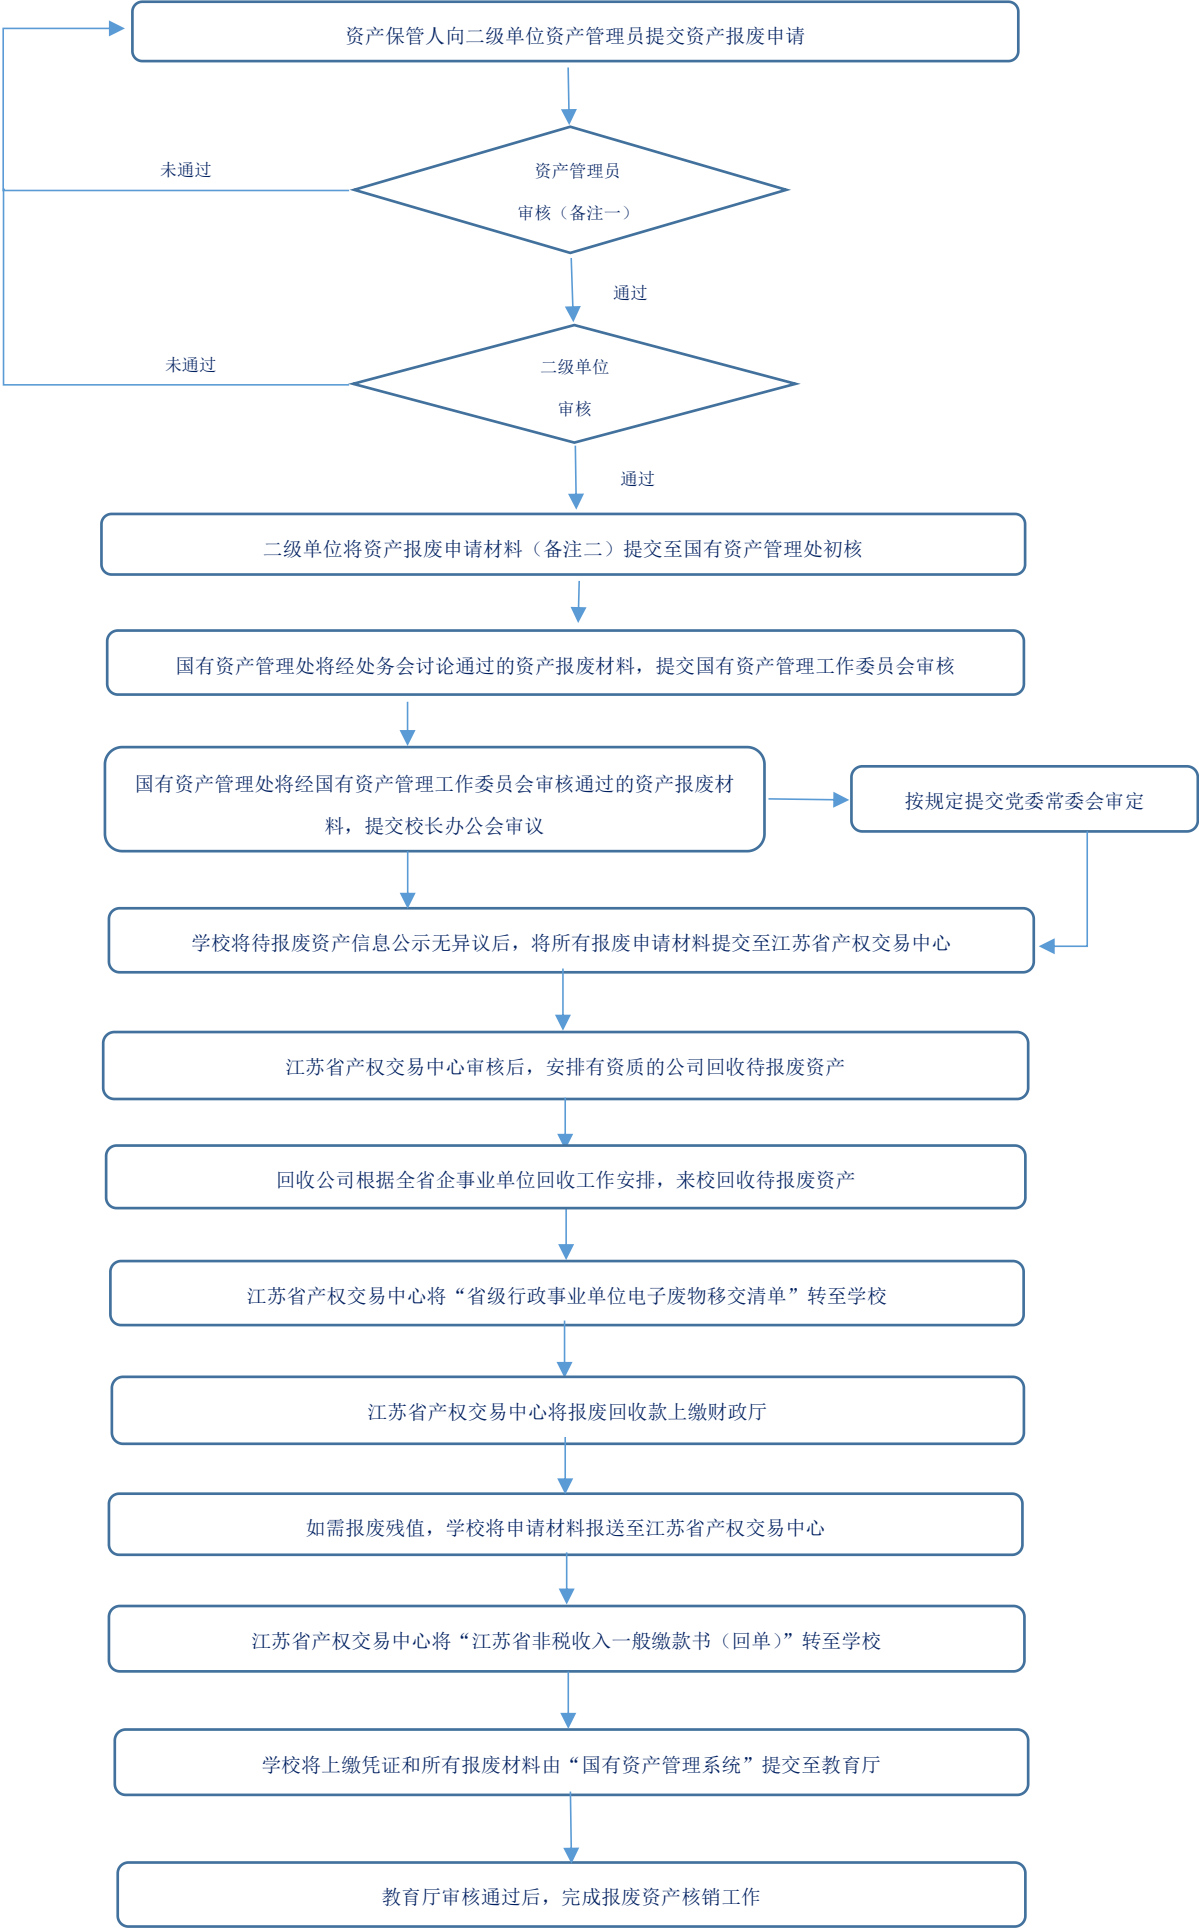 资产保管人向二级单位资产管理员提交资产报废申请
未通过
资产管理员
审核（备注一）
通过
未通过
二级单位
审核
通过
二级单位将资产报废申请材料（备注二）提交至国有资产管理处初核
国有资产管理处将经处务会讨论通过的资产报废材料，提交国有资产管理工作委员会审核
国有资产管理处将经国有资产管理工作委员会审核通过的资产报废材
料，提交校长办公会审议
按规定提交党委常委会审定
学校将待报废资产信息公示无异议后，将所有报废申请材料提交至江苏省产权交易中心
江苏省产权交易中心审核后，安排有资质的公司回收待报废资产
回收公司根据全省企事业单位回收工作安排，来校回收待报废资产
江苏省产权交易中心将“省级行政事业单位电子废物移交清单”转至学校
江苏省产权交易中心将报废回收款上缴财政厅
如需报废残值，学校将申请材料报送至江苏省产权交易中心
江苏省产权交易中心将“江苏省非税收入一般缴款书（回单）”转至学校
学校将上缴凭证和所有报废材料由“国有资产管理系统”提交至教育厅
教育厅审核通过后，完成报废资产核销工作